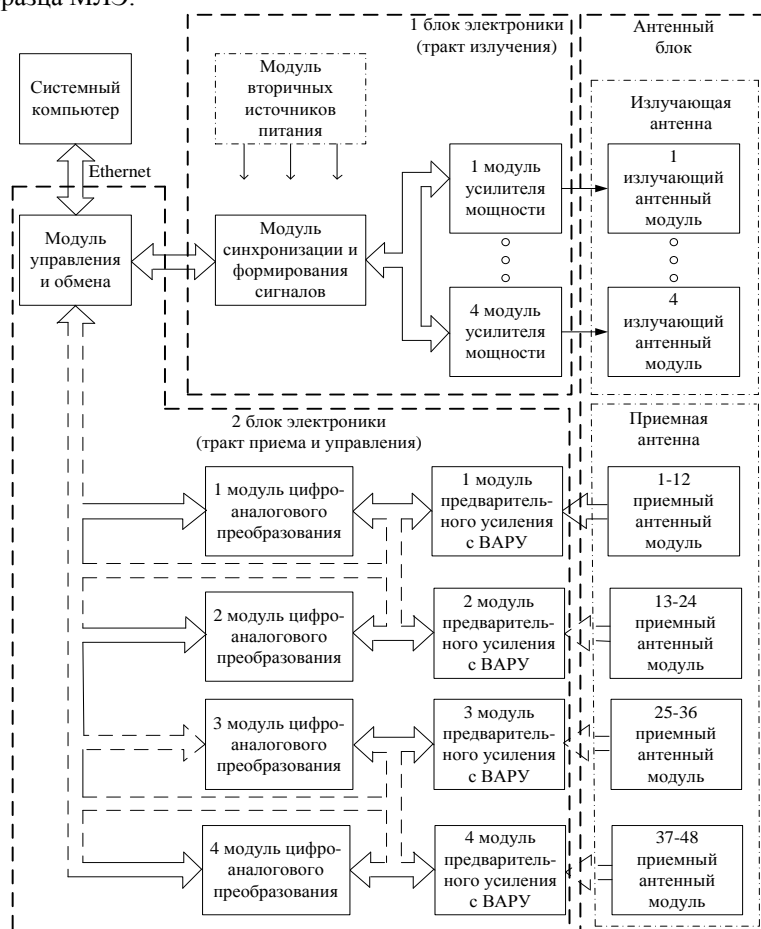 разца МЛЭ.
1 блок электроники
(тракт излучения)
Антенный
блок
Системный
компьютер
Модуль
вторичных
источников
питания
Излучающая
антенна
Ethernet
1 модуль
усилителя
мощности
1
излучающий
антенный
модуль
Модуль
управления
и обмена
Модуль
синхронизации и
формирования
сигналов
4 модуль
усилителя
мощности
4
излучающий
антенный
модуль
2 блок электроники
(тракт приема и управления)
Приемная
антенна
1 модуль цифро-
аналогового
преобразования
1 модуль
предваритель-
ного усиления
с ВАРУ
1-12
приемный
антенный
модуль
2 модуль цифро-
аналогового
преобразования
2 модуль
предваритель-
ного усиления
с ВАРУ
13-24
приемный
антенный
модуль
3 модуль цифро-
аналогового
преобразования
3 модуль
предваритель-
ного усиления
с ВАРУ
25-36
приемный
антенный
модуль
4 модуль цифро-
аналогового
преобразования
4 модуль
предваритель-
ного усиления
с ВАРУ
37-48
приемный
антенный
модуль